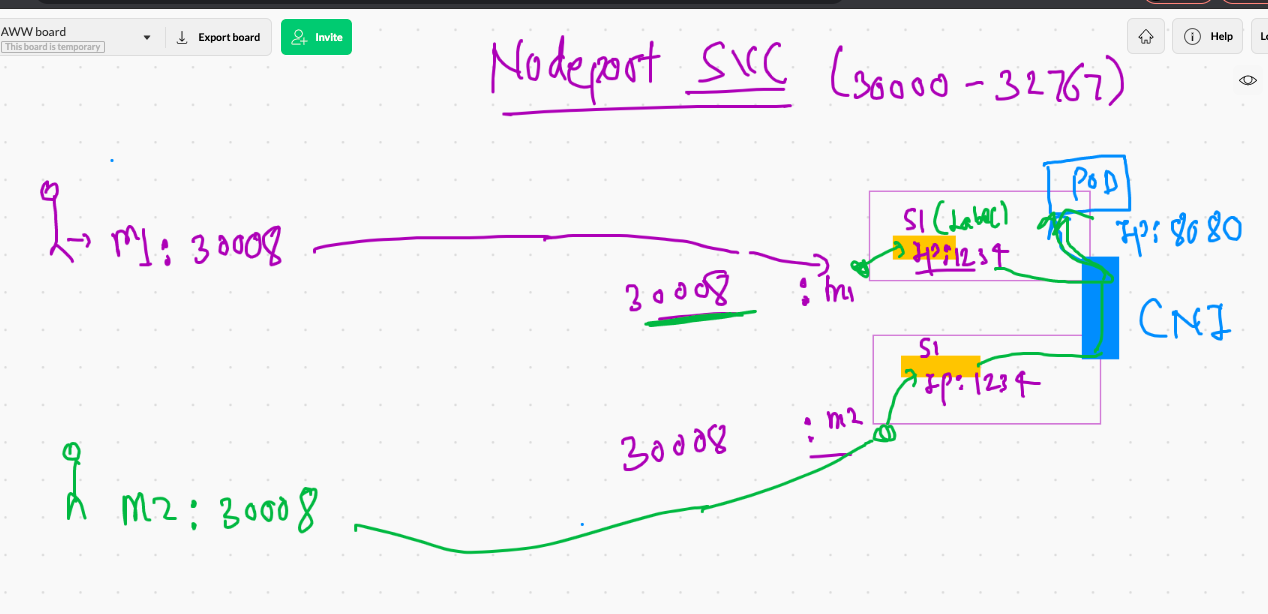 AWW board
This board is temporary
Export board
Invite
Help
Nodeport SVC (30000-32767)
POD
S1 (Label)
IP:8080
M1:30008
IP:1234
30008
:m1
CNI
S1
IP:1234
:m2
30008
M2:30008